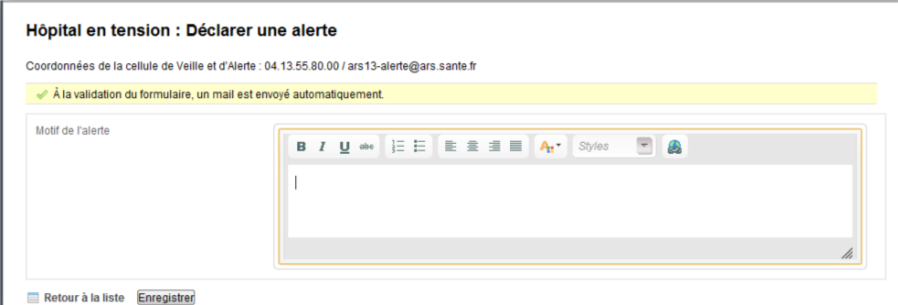 Hôpital en tension : Déclarer une alerte
Coordonnées de la cellule de Veille et d'Alerte : 04.13.55.80.00 / ars13-alerte@ars.sante.fr
À la validation du formulaire, un mail est envoyé automatiquement.
Motif de l'alerte
B I U abc A Styles
Retour à la liste Enregistrer